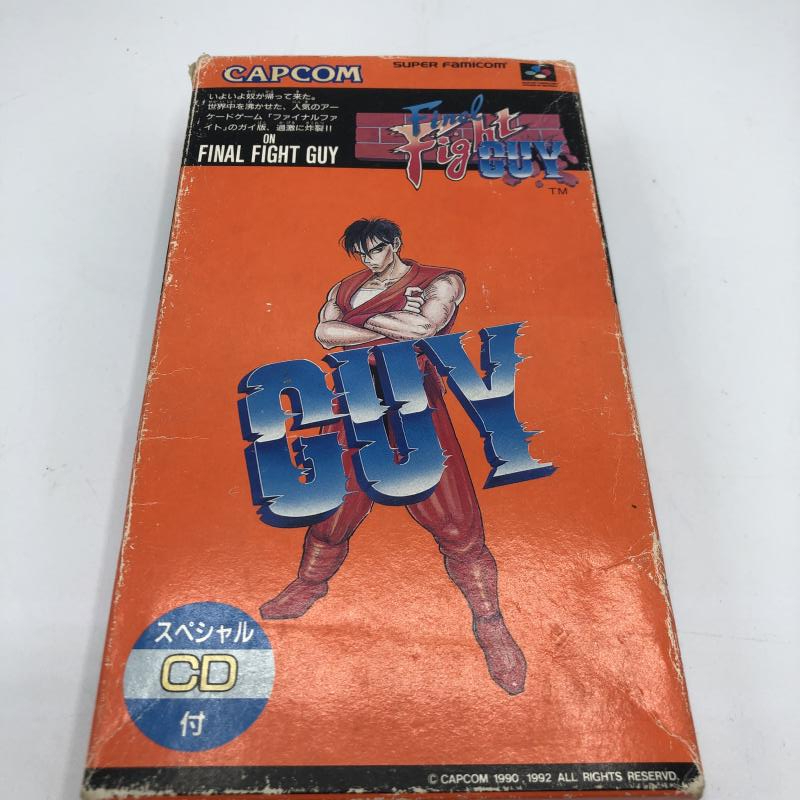 CAPCOM
SUPER FAMICOM
いよいよ奴が帰って来た。
世界中を沸かせた、人気のアー
ケードゲーム「ファイナルファ
イト」のガイ版、過激に炸裂!!
ON
FINAL FIGHT GUY
Final
Fight
GUY
TM
GUY
スペシャル
CD
付
© CAPCOM 1990, 1992 ALL RIGHTS RESERVD.